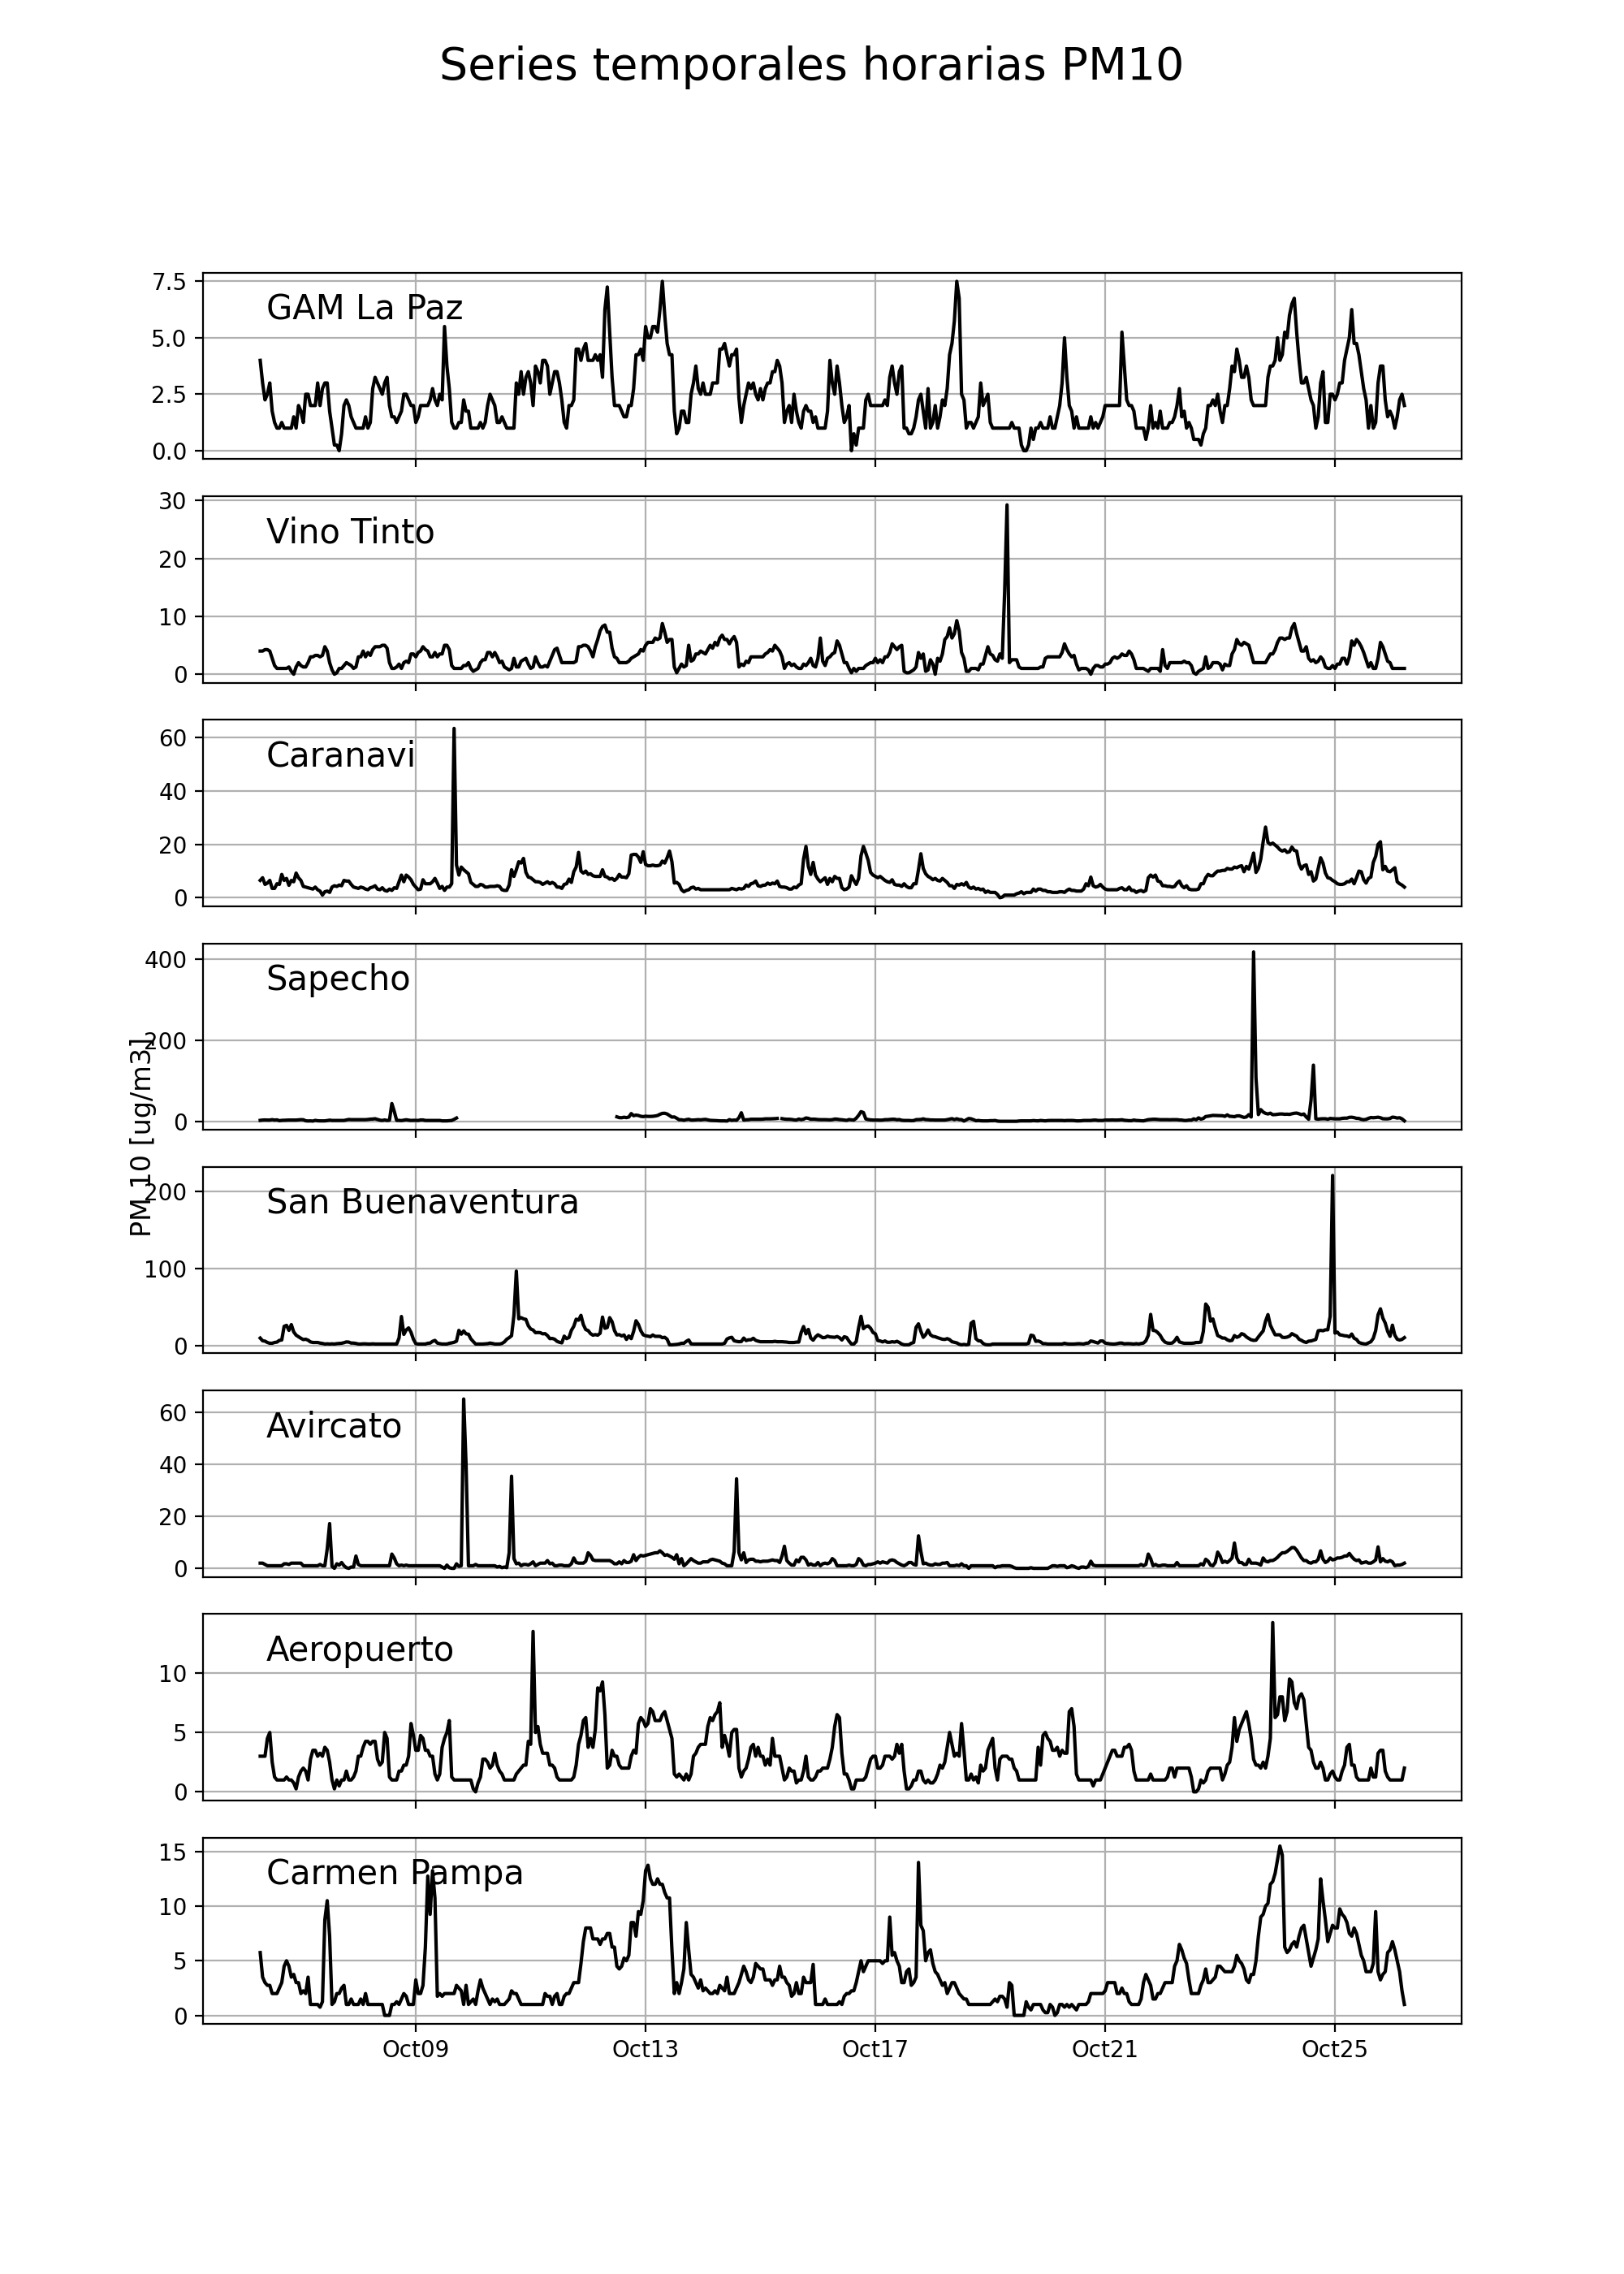 Series temporales horarias PM10
7.5
5.0
2.5
0.0
GAM La Paz
30
20
10
0
Vino Tinto
60
40
20
0
Caranavi
400
200
0
Sapecho
PM 10 [ug/m3]
200
100
0
San Buenaventura
60
40
20
0
Avircato
10
5
0
Aeropuerto
15
10
5
0
Carmen Pampa
Oct09 Oct13 Oct17 Oct21 Oct25